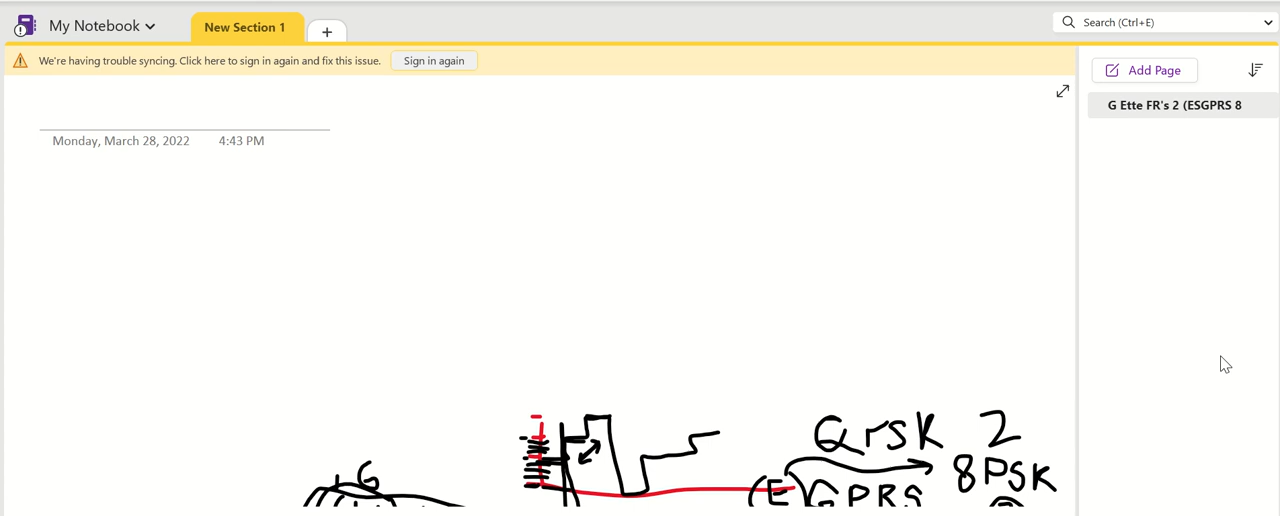 My Notebook
New Section 1
+
Search (Ctrl+E)
We're having trouble syncing. Click here to sign in again and fix this issue.
Sign in again
Add Page
G Ette FR's 2 (ESGPRS 8
Monday, March 28, 2022 4:43 PM
QrSK 2
8PSK
(E) GPRS
G